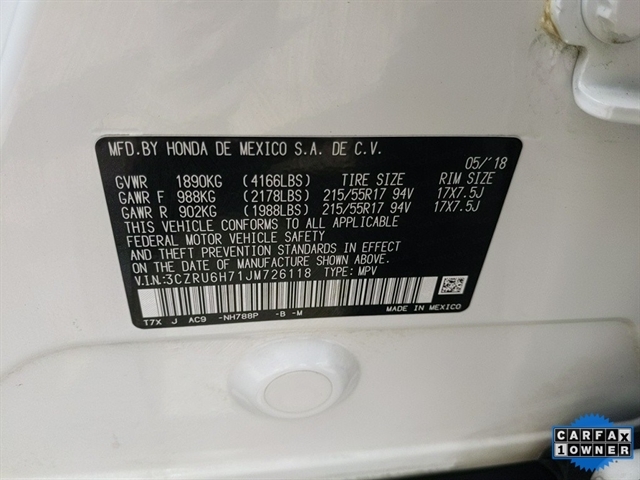 MFD.BY HONDA DE MEXICO S.A. DE C.V.
05/'18
GVWR 1890KG (4166LBS) TIRE SIZE RIM SIZE
GAWR F 988KG (2178LBS) 215/55R17 94V 17X7.5J
GAWR R 902KG (1988LBS) 215/55R17 94V 17X7.5J
THIS VEHICLE CONFORMS TO ALL APPLICABLE
FEDERAL MOTOR VEHICLE SAFETY
AND THEFT PREVENTION STANDARDS IN EFFECT
ON THE DATE OF MANUFACTURE SHOWN ABOVE.
V.I.N.:3CZRU6H71JM726118 TYPE: MPV
T7X J AC9 -NH788P -B -M MADE IN MEXICO
CARFAX
1 OWNER